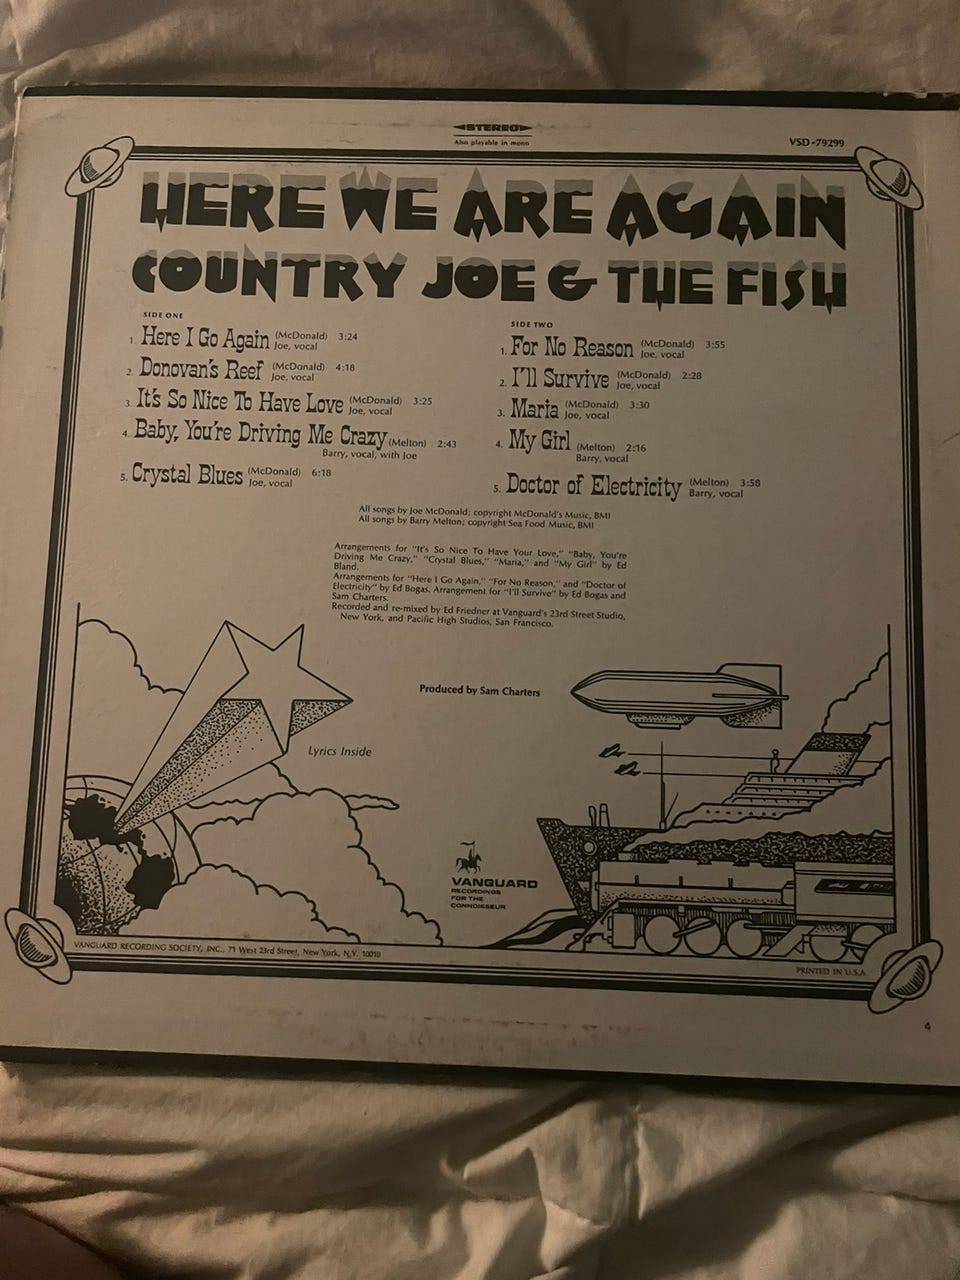 STEREO
Also playable in mono
VSD-79299
HERE WE ARE AGAIN
COUNTRY JOE & THE FISH
SIDE ONE
1. Here I Go Again (McDonald) 3:24
Joe, vocal
2. Donovan's Reef (McDonald) 4:18
Joe, vocal
3. It's So Nice To Have Love (McDonald) 3:25
Joe, vocal
4. Baby, You're Driving Me Crazy (Melton) 2:43
Barry, vocal, with Joe
5. Crystal Blues (McDonald) 6:18
Joe, vocal
SIDE TWO
1. For No Reason (McDonald) 3:55
Joe, vocal
2. I'll Survive (McDonald) 2:28
Joe, vocal
3. Maria (McDonald) 3:30
Joe, vocal
4. My Girl (Melton) 2:16
Barry, vocal
5. Doctor of Electricity (Melton) 3:58
Barry, vocal
All songs by Joe McDonald; copyright McDonald's Music, BMI
All songs by Barry Melton; copyright Sea Food Music, BMI
Arrangements for "It's So Nice To Have Your Love," "Baby, You're
Driving Me Crazy," "Crystal Blues," "Maria," and "My Girl" by Ed
Bland.
Arrangements for "Here I Go Again," "For No Reason," and "Doctor of
Electricity" by Ed Bogas. Arrangement for "I'll Survive" by Ed Bogas and
Sam Charters.
Recorded and re-mixed by Ed Friedner at Vanguard's 23rd Street Studio,
New York, and Pacific High Studios, San Francisco.
Produced by Sam Charters
Lyrics Inside
VANGUARD
RECORDINGS
FOR THE
CONNOISSEUR
VANGUARD RECORDING SOCIETY, INC., 71 West 23rd Street, New York, N.Y. 10010
PRINTED IN U.S.A.
4